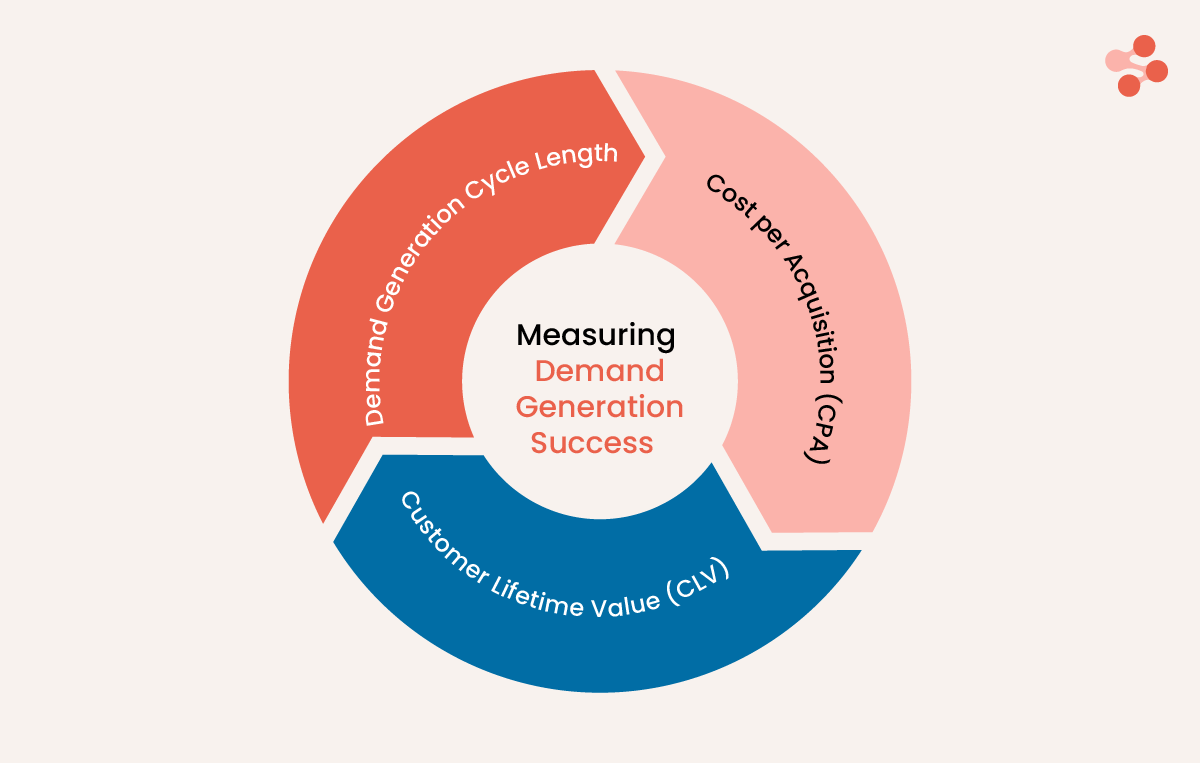 Measuring
Demand
Generation
Success
Demand Generation Cycle Length
Cost per Acquisition (CPA)
Customer Lifetime Value (CLV)